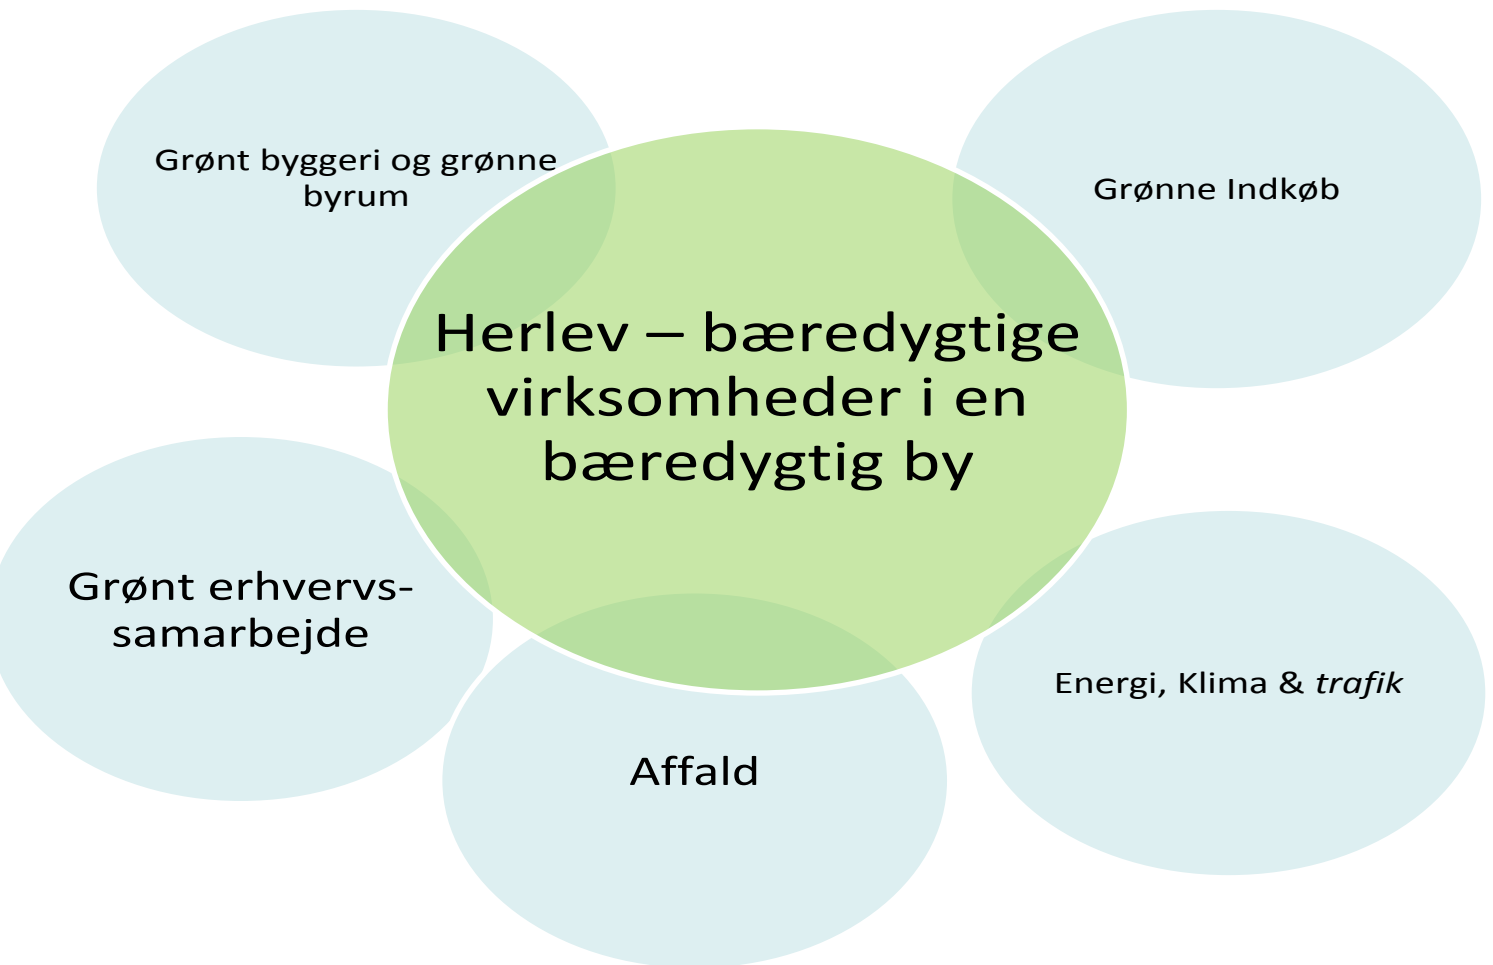 Grønt byggeri og grønne
byrum
Grønne Indkøb
Herlev – bæredygtige
virksomheder i en
bæredygtig by
Grønt erhvervs-
samarbejde
Energi, Klima & trafik
Affald